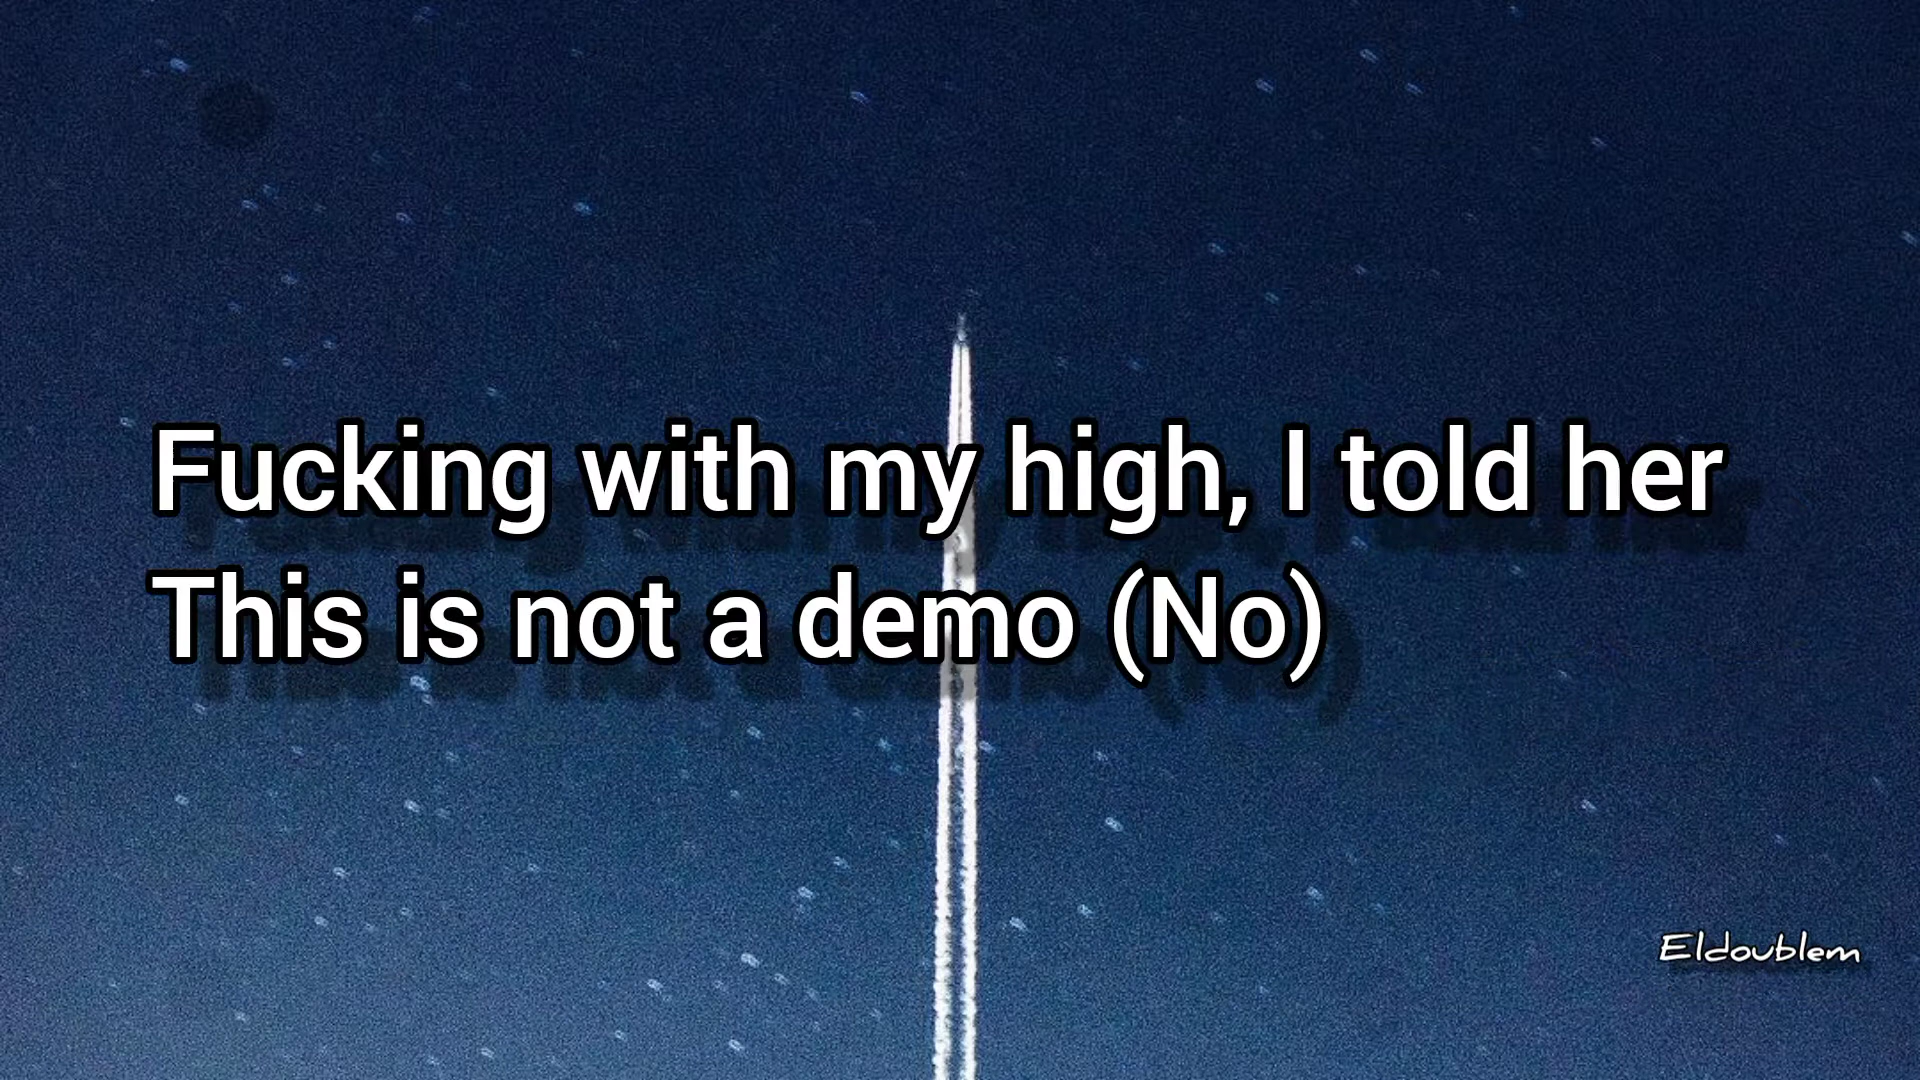 Fucking with my high, I told her
This is not a demo (No)
Eldoublem